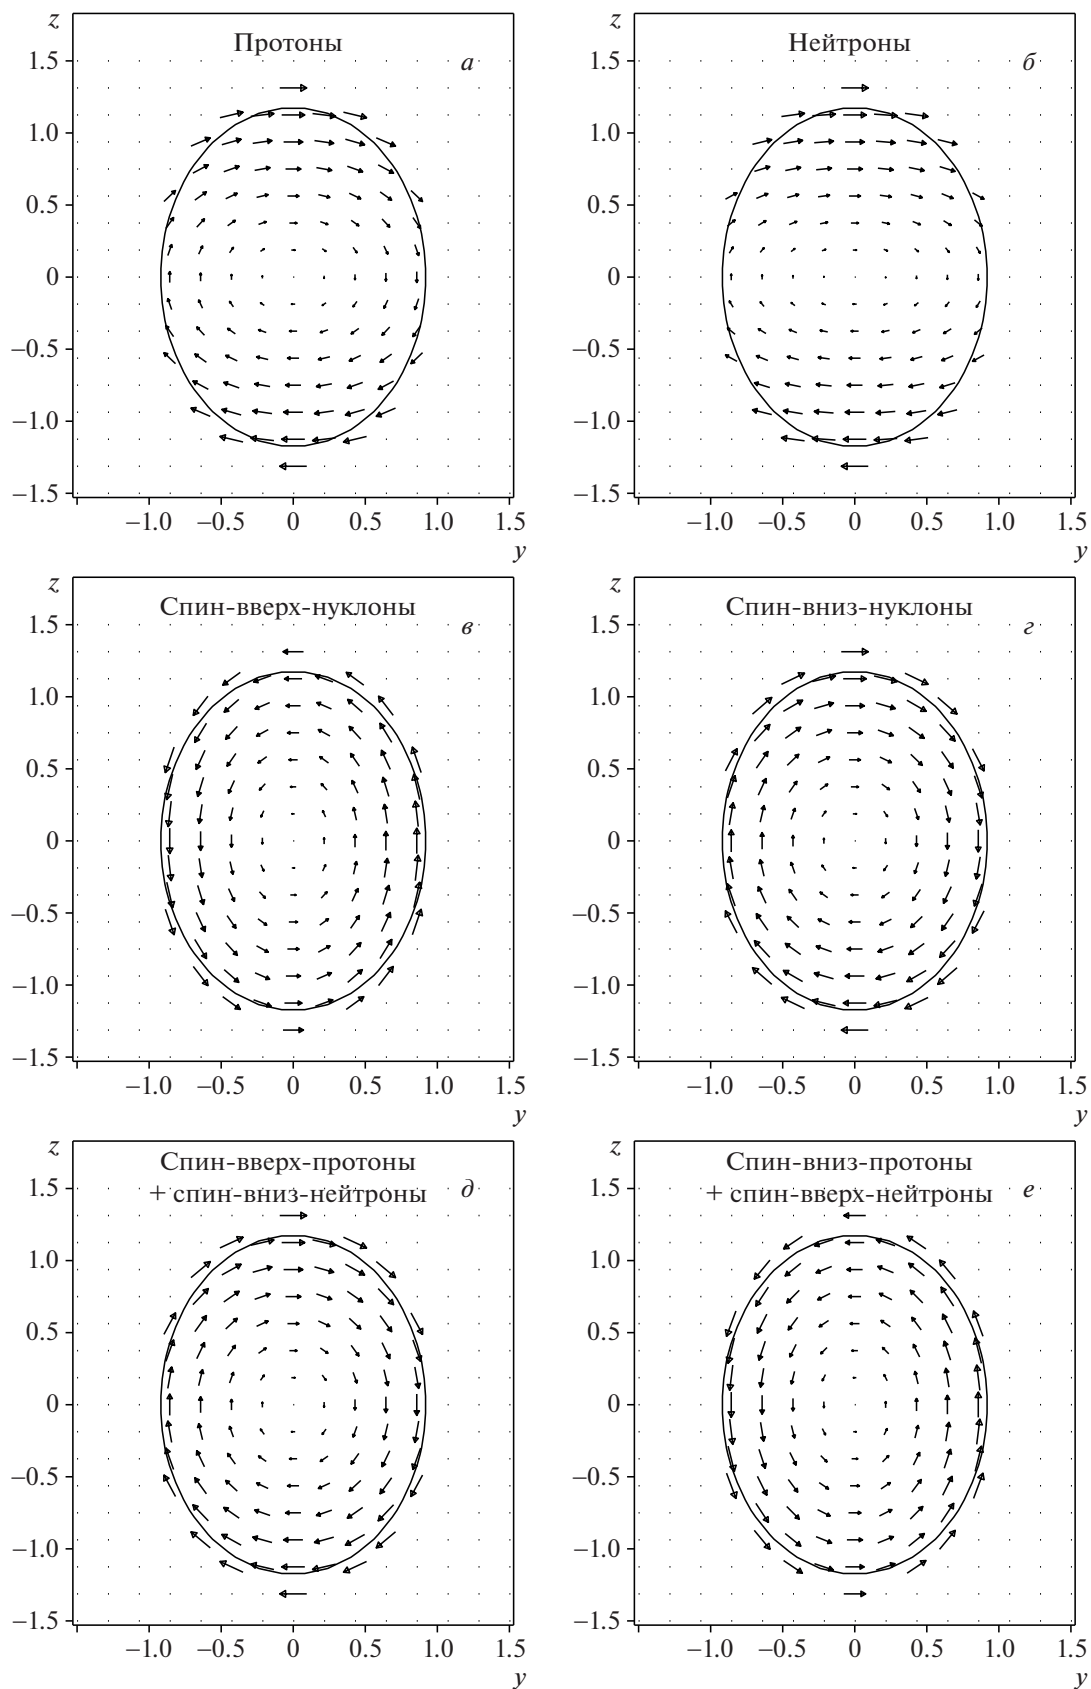 z
Протоны
а
1.5
1.0
0.5
0
–0.5
–1.0
–1.5
–1.0 –0.5 0 0.5 1.0 1.5
y
z
Нейтроны
б
1.5
1.0
0.5
0
–0.5
–1.0
–1.5
–1.0 –0.5 0 0.5 1.0 1.5
y
z
Спин-вверх-нуклоны
в
1.5
1.0
0.5
0
–0.5
–1.0
–1.5
–1.0 –0.5 0 0.5 1.0 1.5
y
z
Спин-вниз-нуклоны
г
1.5
1.0
0.5
0
–0.5
–1.0
–1.5
–1.0 –0.5 0 0.5 1.0 1.5
y
z
Спин-вверх-протоны
+ спин-вниз-нейтроны
д
1.5
1.0
0.5
0
–0.5
–1.0
–1.5
–1.0 –0.5 0 0.5 1.0 1.5
y
z
Спин-вниз-протоны
+ спин-вверх-нейтроны
е
1.5
1.0
0.5
0
–0.5
–1.0
–1.5
–1.0 –0.5 0 0.5 1.0 1.5
y